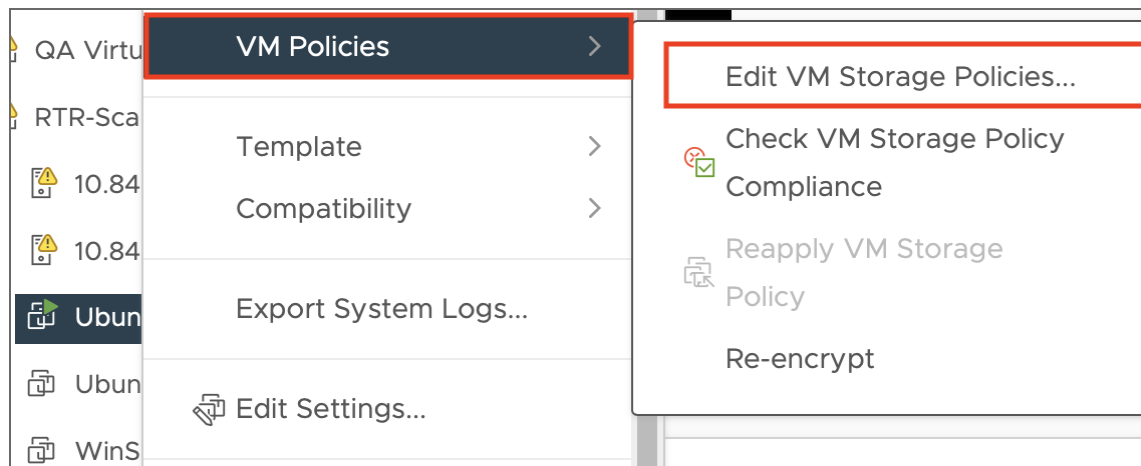 QA Virtu
RTR-Sca
10.84
10.84
Ubun
Ubun
WinS
VM Policies
Template
Compatibility
Export System Logs...
Edit Settings...
Edit VM Storage Policies...
Check VM Storage Policy
Compliance
Reapply VM Storage
Policy
Re-encrypt